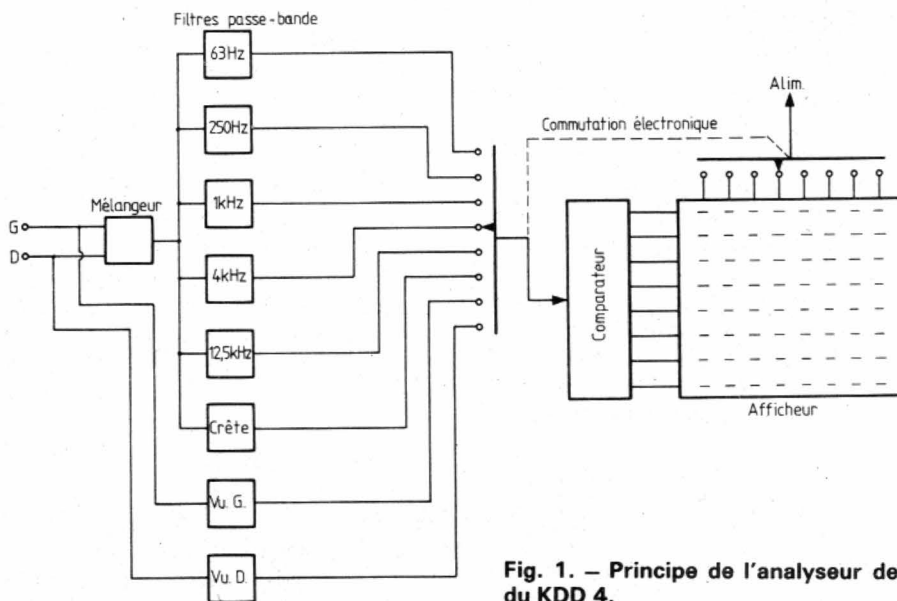 Filtres passe-bande
63Hz
250Hz
1kHz
4kHz
12,5kHz
Crête
Vu. G.
Vu. D.
Mélangeur
G
D
Commutation électronique
Alim.
Comparateur
Afficheur
Fig. 1. – Principe de l'analyseur de
du KDD 4.